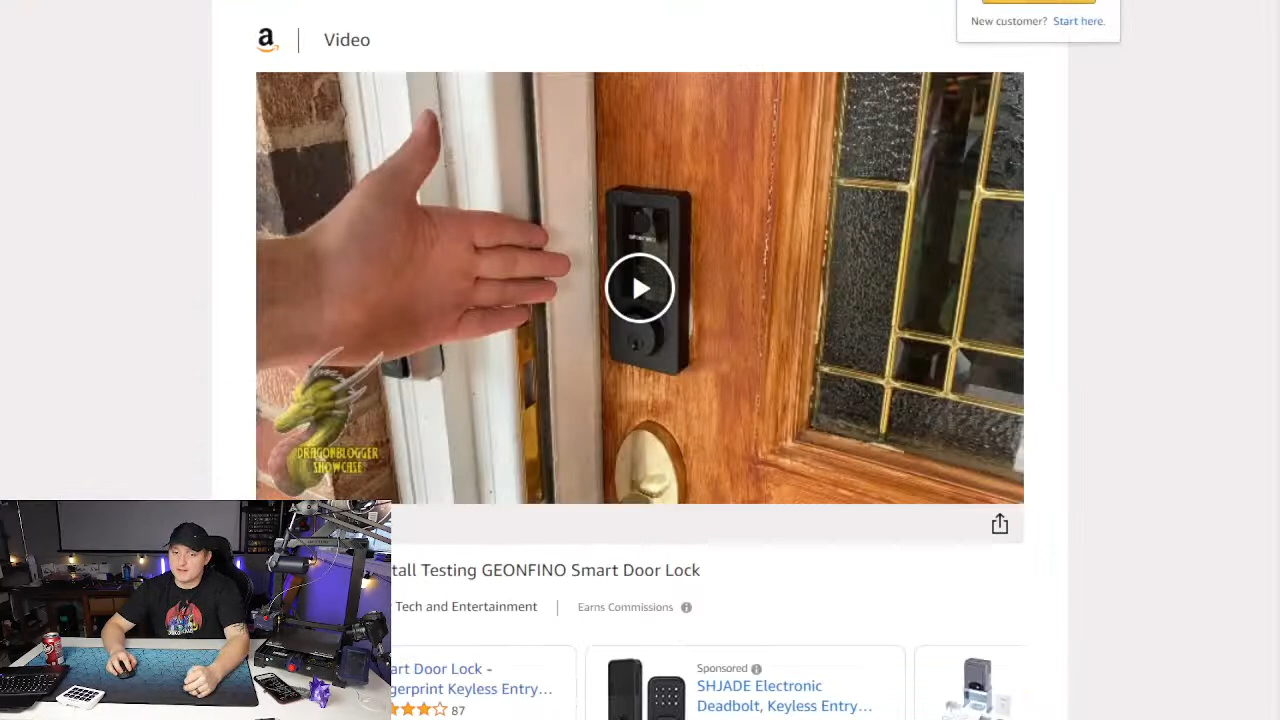 New customer? Start here.
a
Video
DRAGONBLOGGER
SHOWCASE
tall Testing GEONFINO Smart Door Lock
Tech and Entertainment
Earns Commissions
art Door Lock -
gerprint Keyless Entry…
87
Sponsored
SHJADE Electronic
Deadbolt, Keyless Entry…